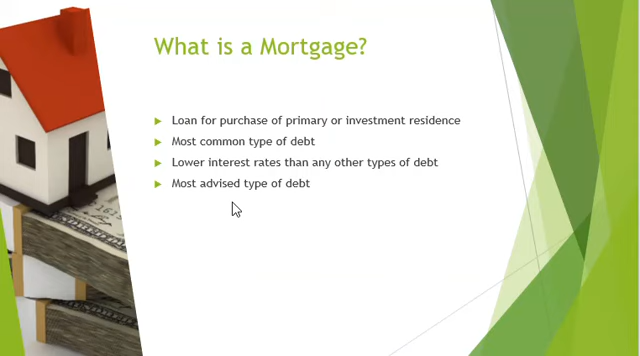 What is a Mortgage?
Loan for purchase of primary or investment residence
Most common type of debt
Lower interest rates than any other types of debt
Most advised type of debt